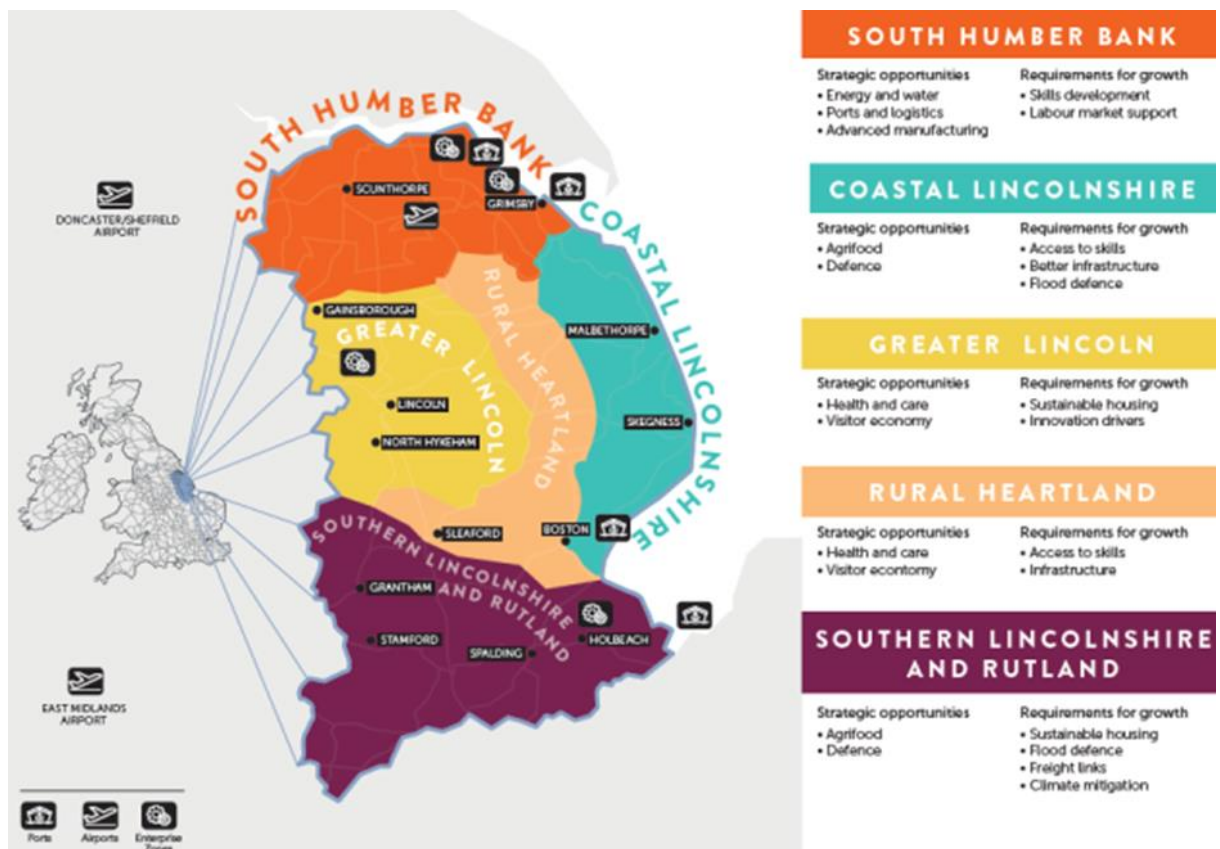 SOUTH HUMBER BANK
COASTAL LINCOLNSHIRE
GREATER LINCOLN
RURAL HEARTLAND
SOUTHERN LINCOLNSHIRE
AND RUTLAND
DONCASTER/SHEFFIELD
AIRPORT
SCUNTHORPE
GRIMSBY
GAINSBOROUGH
MALBETHORPE
LINCOLN
SKEGNESS
NORTH HYKEHAM
SLEAFORD
BOSTON
GRANTHAM
STAMFORD
HOLBEACH
SPALDING
EAST MIDLANDS
AIRPORT
Ports
Airports
Enterprise
Zones
SOUTH HUMBER BANK
Strategic opportunities
• Energy and water
• Ports and logistics
• Advanced manufacturing
Requirements for growth
• Skills development
• Labour market support
COASTAL LINCOLNSHIRE
Strategic opportunities
• Agrifood
• Defence
Requirements for growth
• Access to skills
• Better infrastructure
• Flood defence
GREATER LINCOLN
Strategic opportunities
• Health and care
• Visitor economy
Requirements for growth
• Sustainable housing
• Innovation drivers
RURAL HEARTLAND
Strategic opportunities
• Health and care
• Visitor econtomy
Requirements for growth
• Access to skills
• Infrastructure
SOUTHERN LINCOLNSHIRE
AND RUTLAND
Strategic opportunities
• Agrifood
• Defence
Requirements for growth
• Sustainable housing
• Flood defence
• Freight links
• Climate mitigation